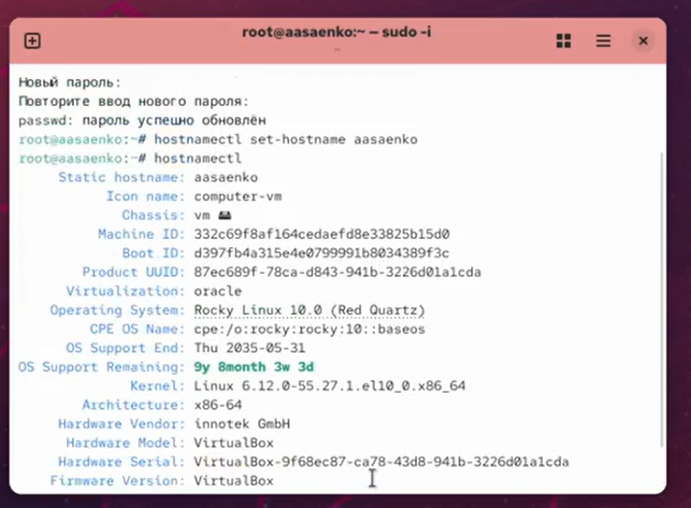 root@aasaenko:~ — sudo -i
~
Новый пароль:
Повторите ввод нового пароля:
passwd: пароль успешно обновлён
root@aasaenko:~# hostnamectl set-hostname aasaenko
root@aasaenko:~# hostnamectl
Static hostname: aasaenko
Icon name: computer-vm
Chassis: vm 🖴
Machine ID: 332c69f8af164cedaefd8e33825b15d0
Boot ID: d397fb4a315e4e0799991b8034389f3c
Product UUID: 87ec689f-78ca-d843-941b-3226d01a1cda
Virtualization: oracle
Operating System: Rocky Linux 10.0 (Red Quartz)
CPE OS Name: cpe:/o:rocky:rocky:10::baseos
OS Support End: Thu 2035-05-31
OS Support Remaining: 9y 8month 3w 3d
Kernel: Linux 6.12.0-55.27.1.el10_0.x86_64
Architecture: x86-64
Hardware Vendor: innotek GmbH
Hardware Model: VirtualBox
Hardware Serial: VirtualBox-9f68ec87-ca78-43d8-941b-3226d01a1cda
Firmware Version: VirtualBox